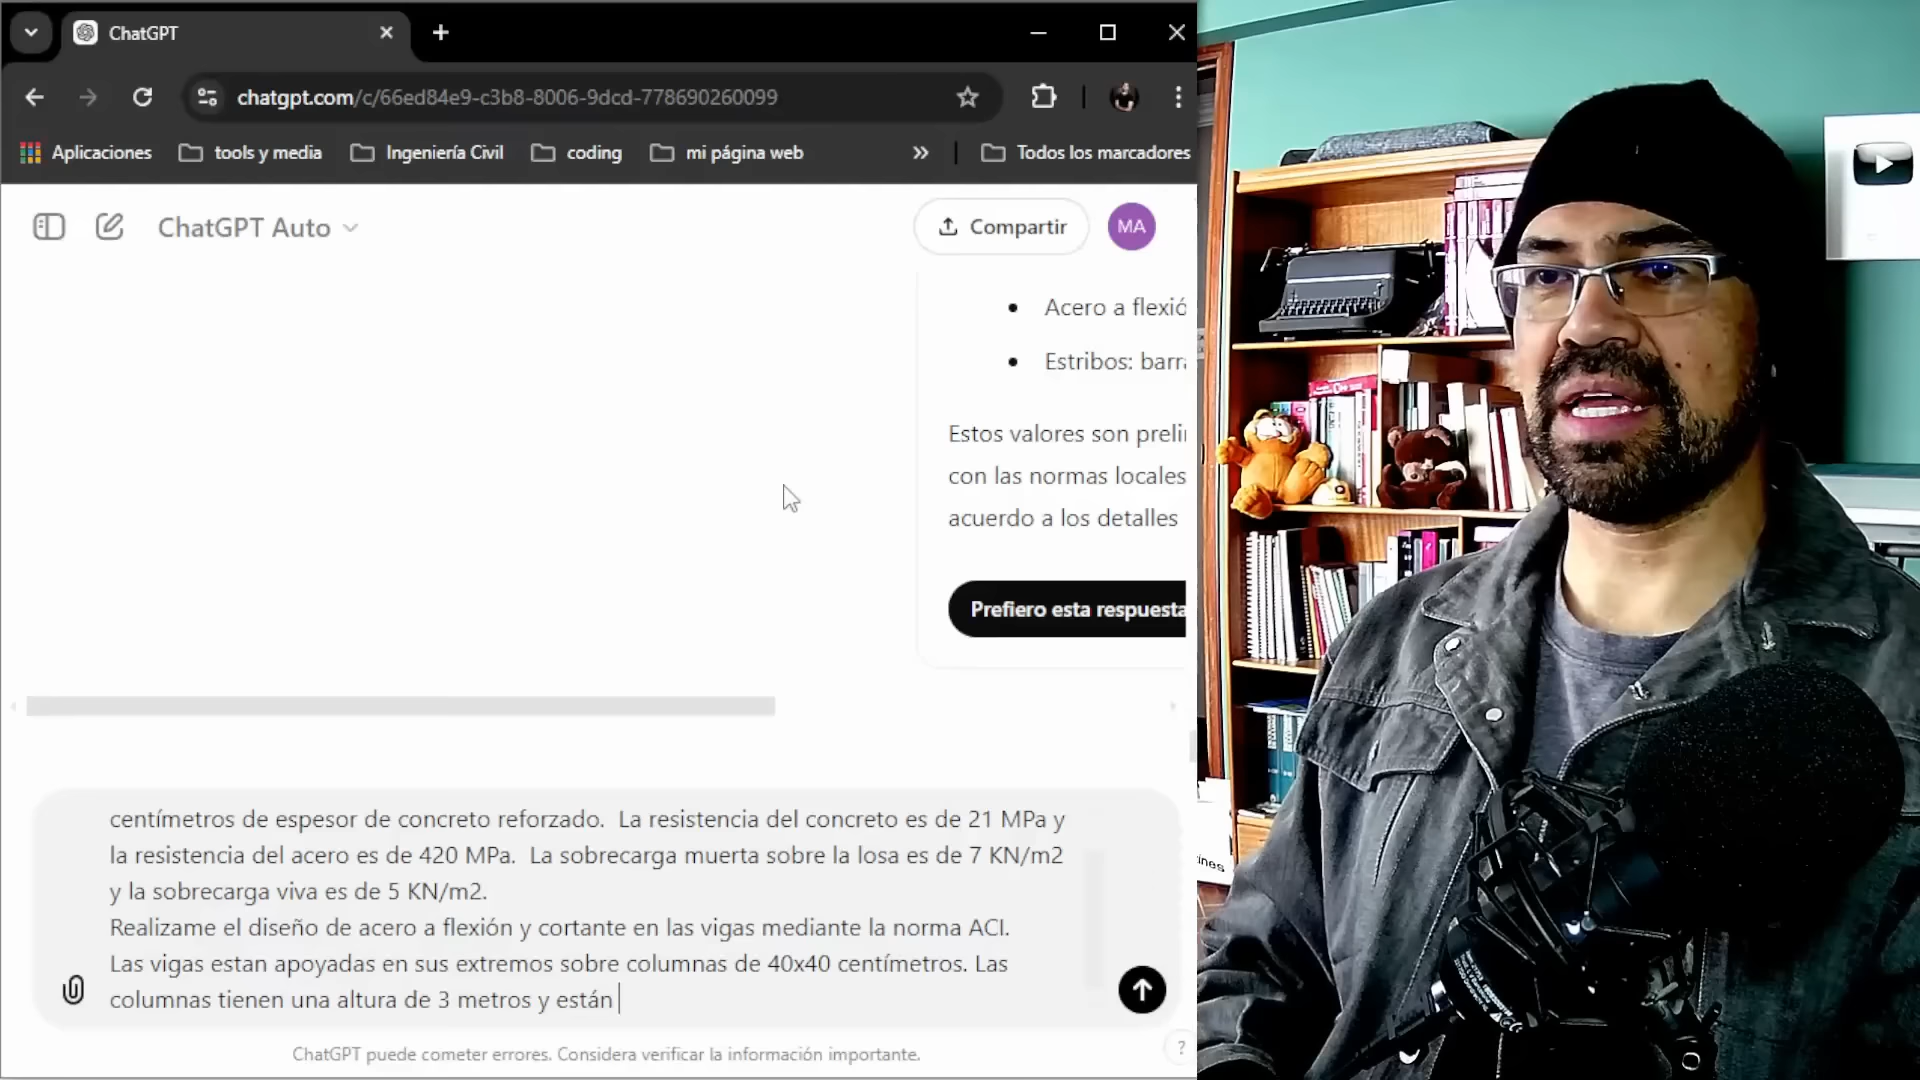 ChatGPT
chatgpt.com/c/66ed84e9-c3b8-8006-9dcd-778690260099
Aplicaciones
tools y media
Ingeniería Civil
coding
mi página web
»
Todos los marcadores
ChatGPT Auto
Compartir
MA
• Acero a flexió
• Estribos: barra
Estos valores son preli
con las normas locales
acuerdo a los detalles
Prefiero esta respuesta
centímetros de espesor de concreto reforzado. La resistencia del concreto es de 21 MPa y
la resistencia del acero es de 420 MPa. La sobrecarga muerta sobre la losa es de 7 KN/m2
y la sobrecarga viva es de 5 KN/m2.
Realizame el diseño de acero a flexión y cortante en las vigas mediante la norma ACI.
Las vigas estan apoyadas en sus extremos sobre columnas de 40x40 centímetros. Las
columnas tienen una altura de 3 metros y están
ChatGPT puede cometer errores. Considera verificar la información importante.
?